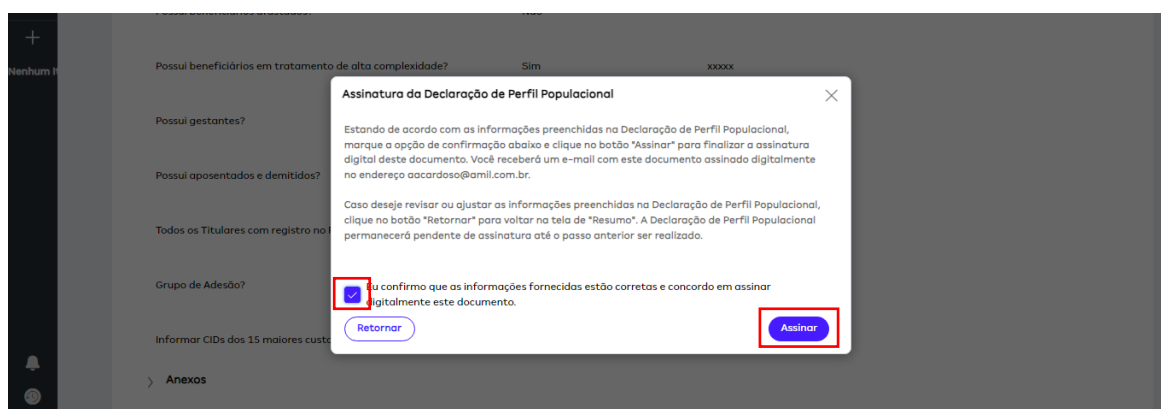 Nenhum
Possui beneficiários em tratamento de alta complexidade? Sim xxxxx
Assinatura da Declaração de Perfil Populacional
Possui gestantes?
Estando de acordo com as informações preenchidas na Declaração de Perfil Populacional,
marque a opção de confirmação abaixo e clique no botão "Assinar" para finalizar a assinatura
digital deste documento. Você receberá um e-mail com este documento assinado digitalmente
no endereço aacardoso@amil.com.br.
Possui aposentados e demitidos?
Caso deseje revisar ou ajustar as informações preenchidas na Declaração de Perfil Populacional,
clique no botão "Retornar" para voltar na tela de "Resumo". A Declaração de Perfil Populacional
permanecerá pendente de assinatura até o passo anterior ser realizado.
Todos os Titulares com registro no
Grupo de Adesão?
Eu confirmo que as informações fornecidas estão corretas e concordo em assinar
digitalmente este documento.
Retornar Assinar
Informar CIDs dos 15 maiores
Anexos